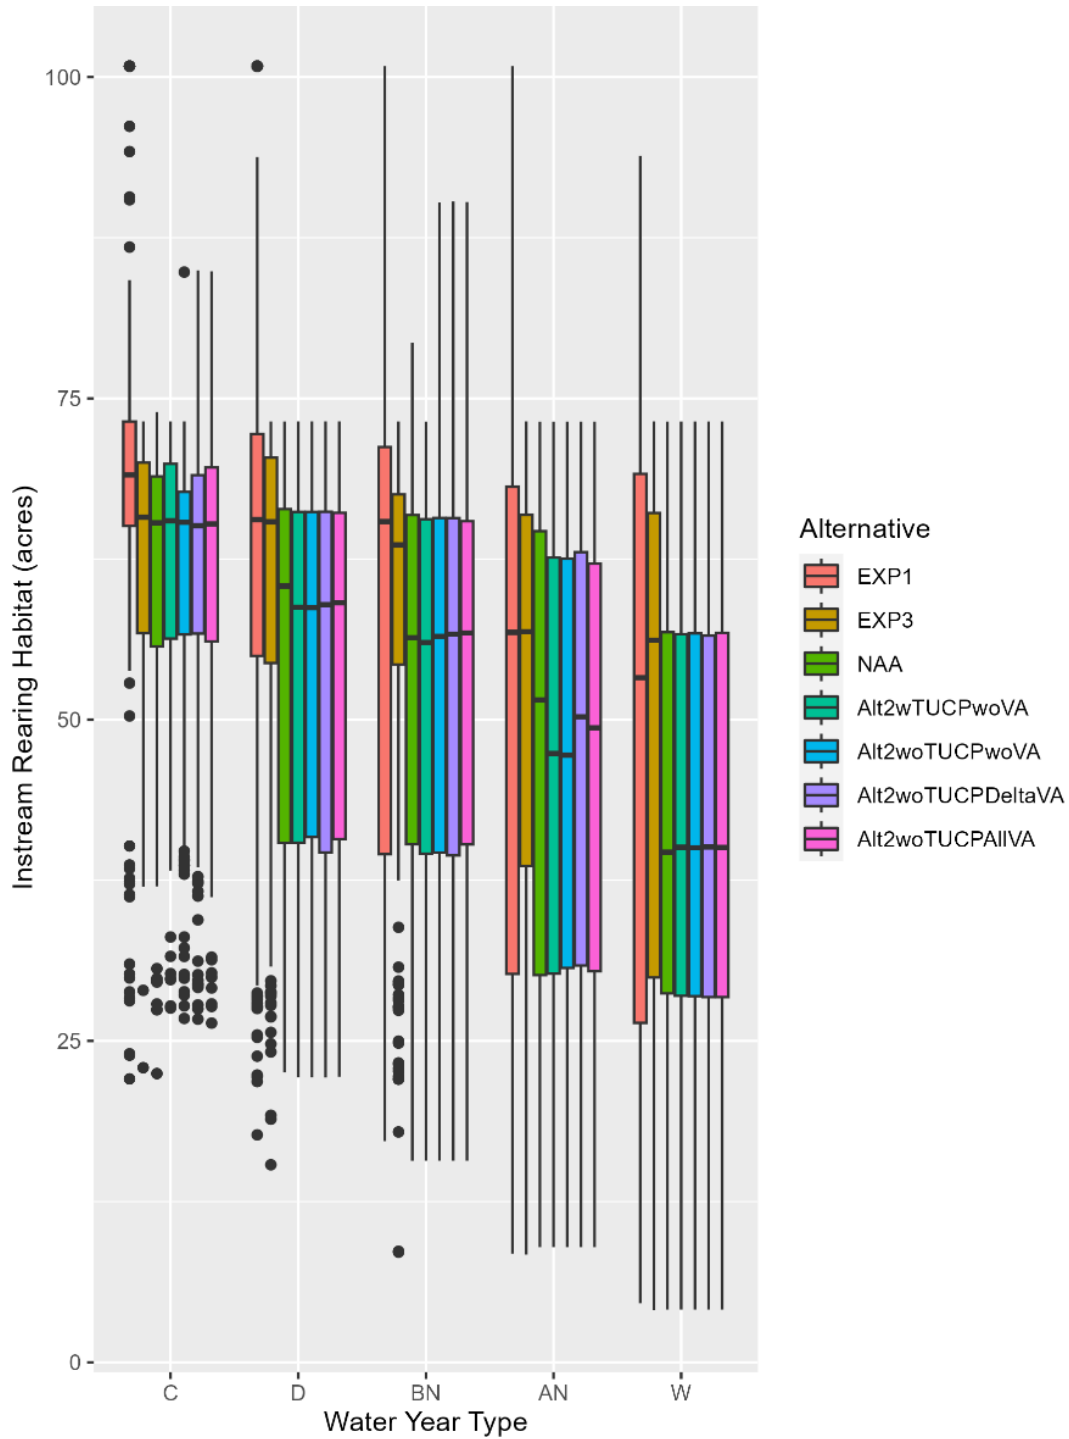 100
75
50
25
0
Instream Rearing Habitat (acres)
C D BN AN W
Water Year Type
Alternative
EXP1
EXP3
NAA
Alt2wTUCPwoVA
Alt2woTUCPwoVA
Alt2woTUCPDeltaVA
Alt2woTUCPAllVA